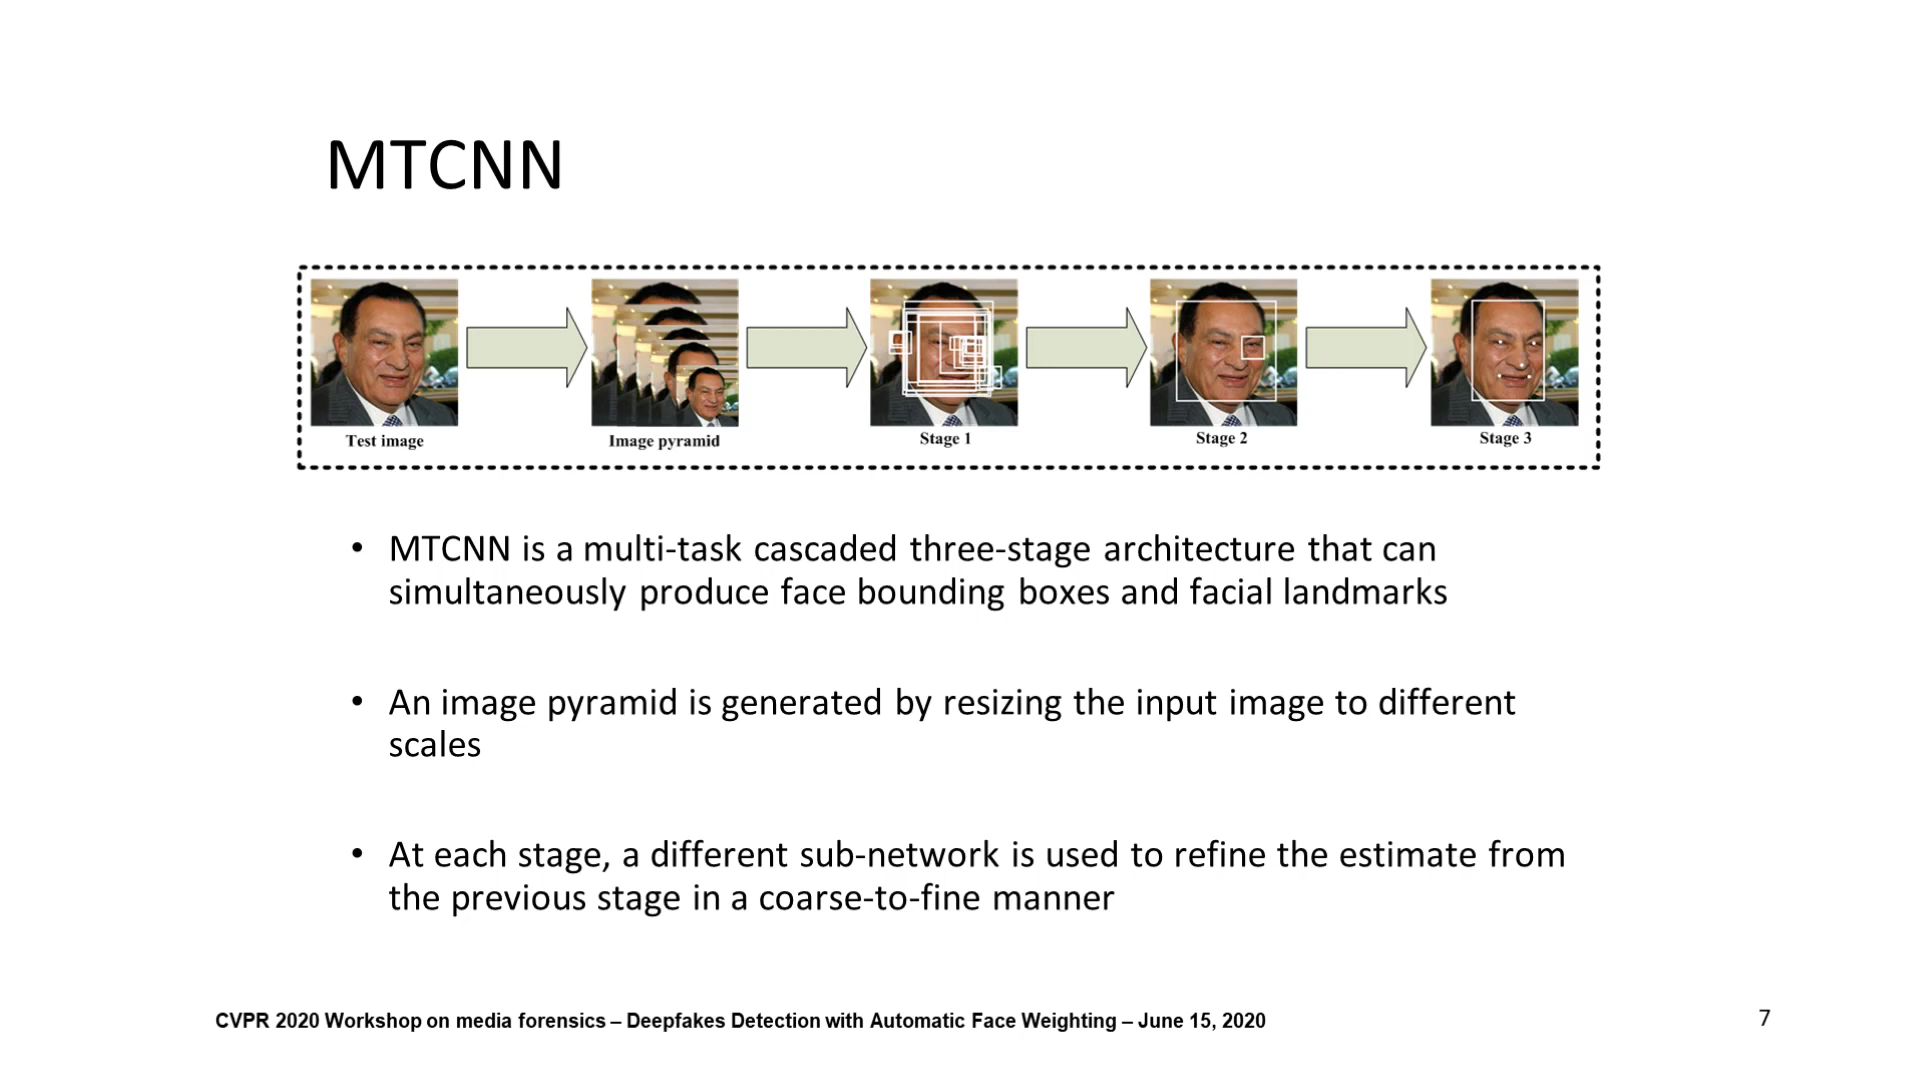 MTCNN
Test image
Image pyramid
Stage 1
Stage 2
Stage 3
• MTCNN is a multi-task cascaded three-stage architecture that can
simultaneously produce face bounding boxes and facial landmarks
• An image pyramid is generated by resizing the input image to different
scales
• At each stage, a different sub-network is used to refine the estimate from
the previous stage in a coarse-to-fine manner
CVPR 2020 Workshop on media forensics – Deepfakes Detection with Automatic Face Weighting – June 15, 2020
7